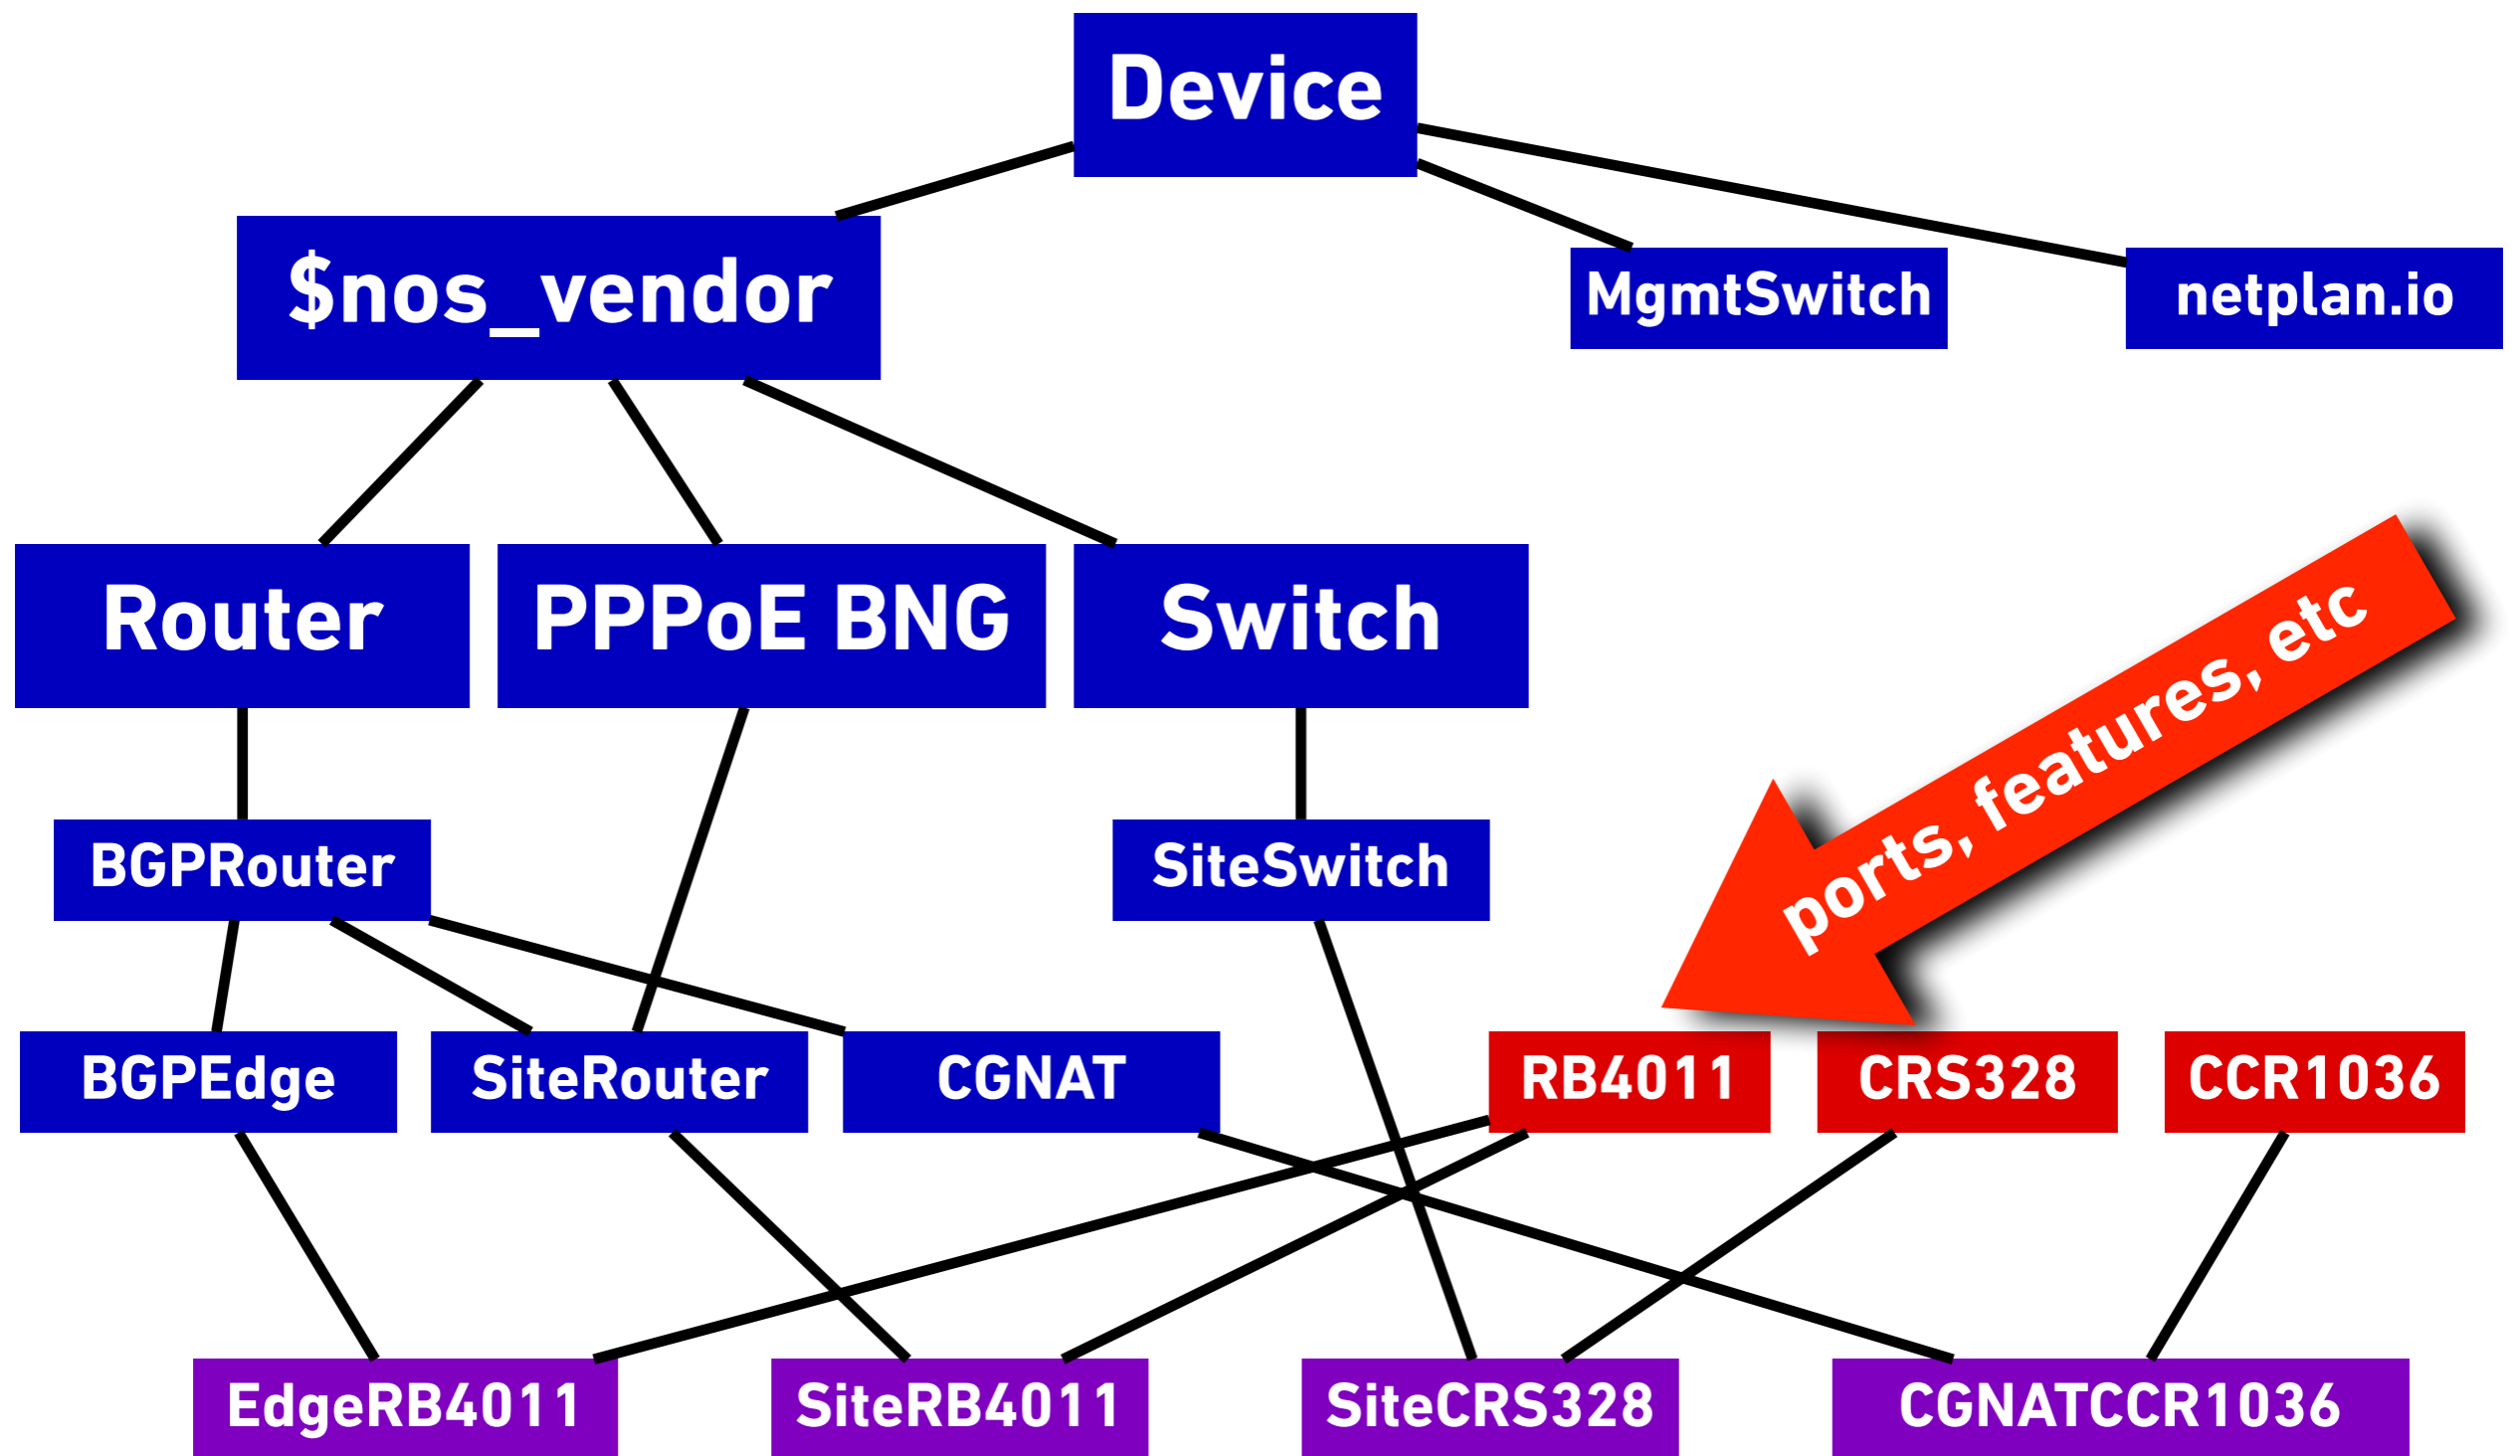 Device
$nos_vendor
MgmtSwitch
netplan.io
Router
PPPoE BNG
Switch
ports, features, etc
BGPRouter
SiteSwitch
BGPEdge
SiteRouter
CGNAT
RB4011
CRS328
CCR1036
EdgeRB4011
SiteRB4011
SiteCRS328
CGNATCCR1036